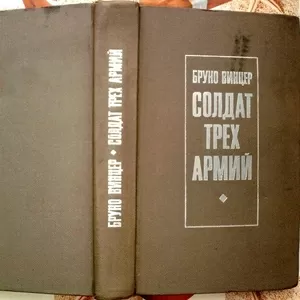 БРУНО ВИНЦЕР • СОЛДАТ ТРЕХ АРМИЙ
БРУНО ВИНЦЕР
СОЛДАТ
ТРЕХ
АРМИЙ